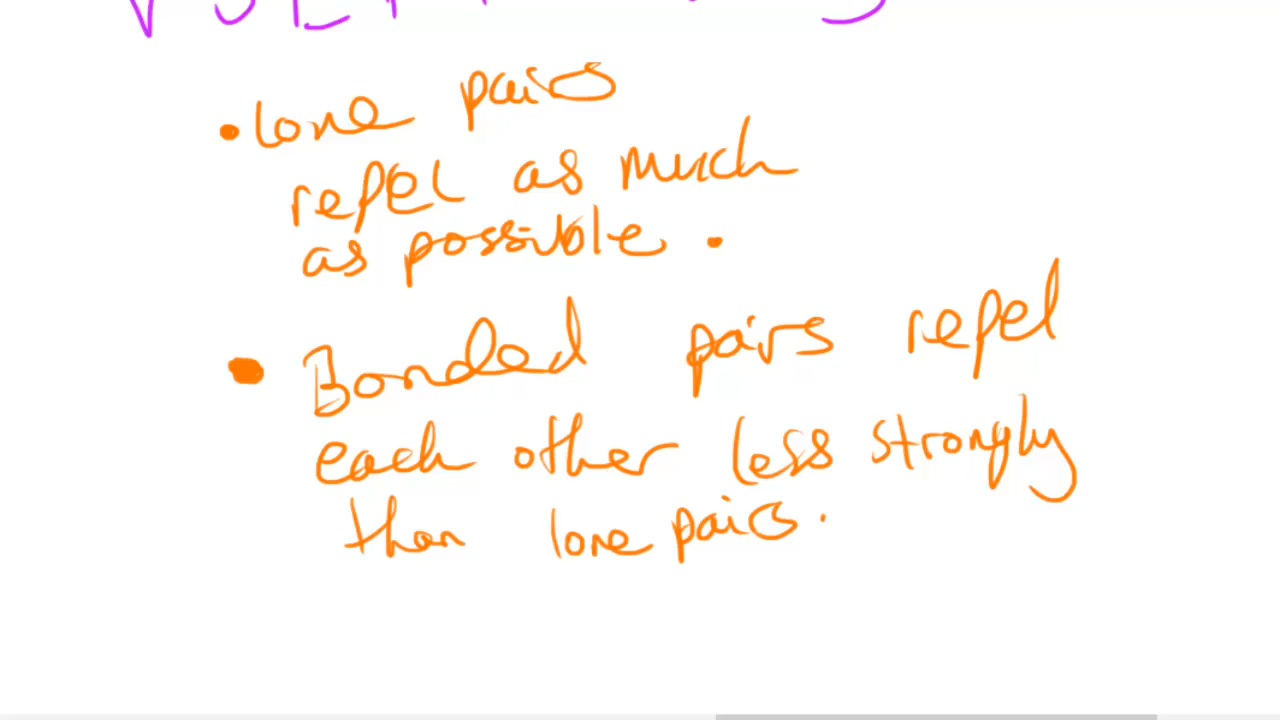 • lone pairs
repel as much
as possible.
• Bonded pairs repel
each other less strongly
than lone pairs.